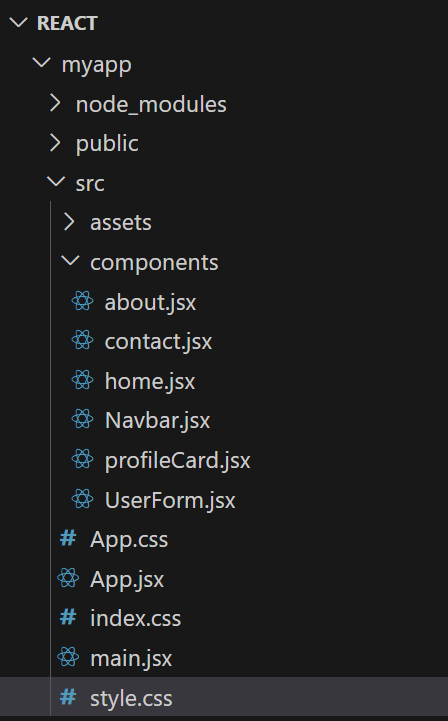 REACT
myapp
node_modules
public
src
assets
components
about.jsx
contact.jsx
home.jsx
Navbar.jsx
profileCard.jsx
UserForm.jsx
# App.css
App.jsx
# index.css
main.jsx
# style.css